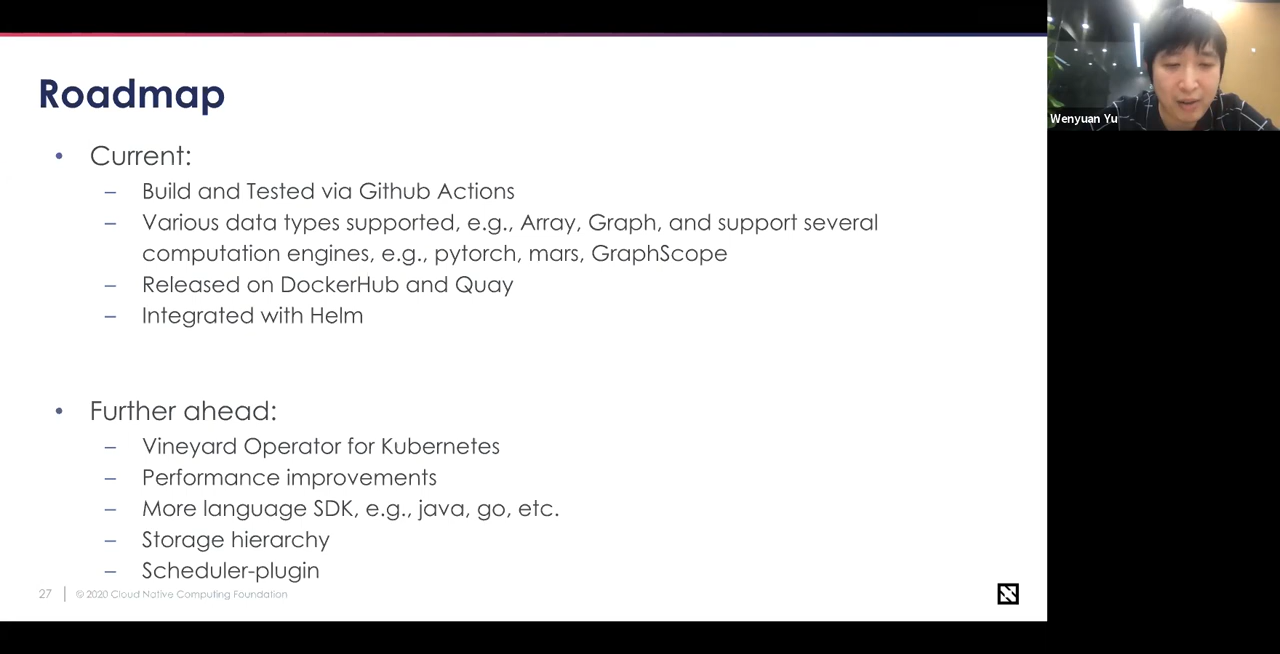 Roadmap
• Current:
– Build and Tested via Github Actions
– Various data types supported, e.g., Array, Graph, and support several
computation engines, e.g., pytorch, mars, GraphScope
– Released on DockerHub and Quay
– Integrated with Helm
• Further ahead:
– Vineyard Operator for Kubernetes
– Performance improvements
– More language SDK, e.g., java, go, etc.
– Storage hierarchy
– Scheduler-plugin
27 | © 2020 Cloud Native Computing Foundation
Wenyuan Yu